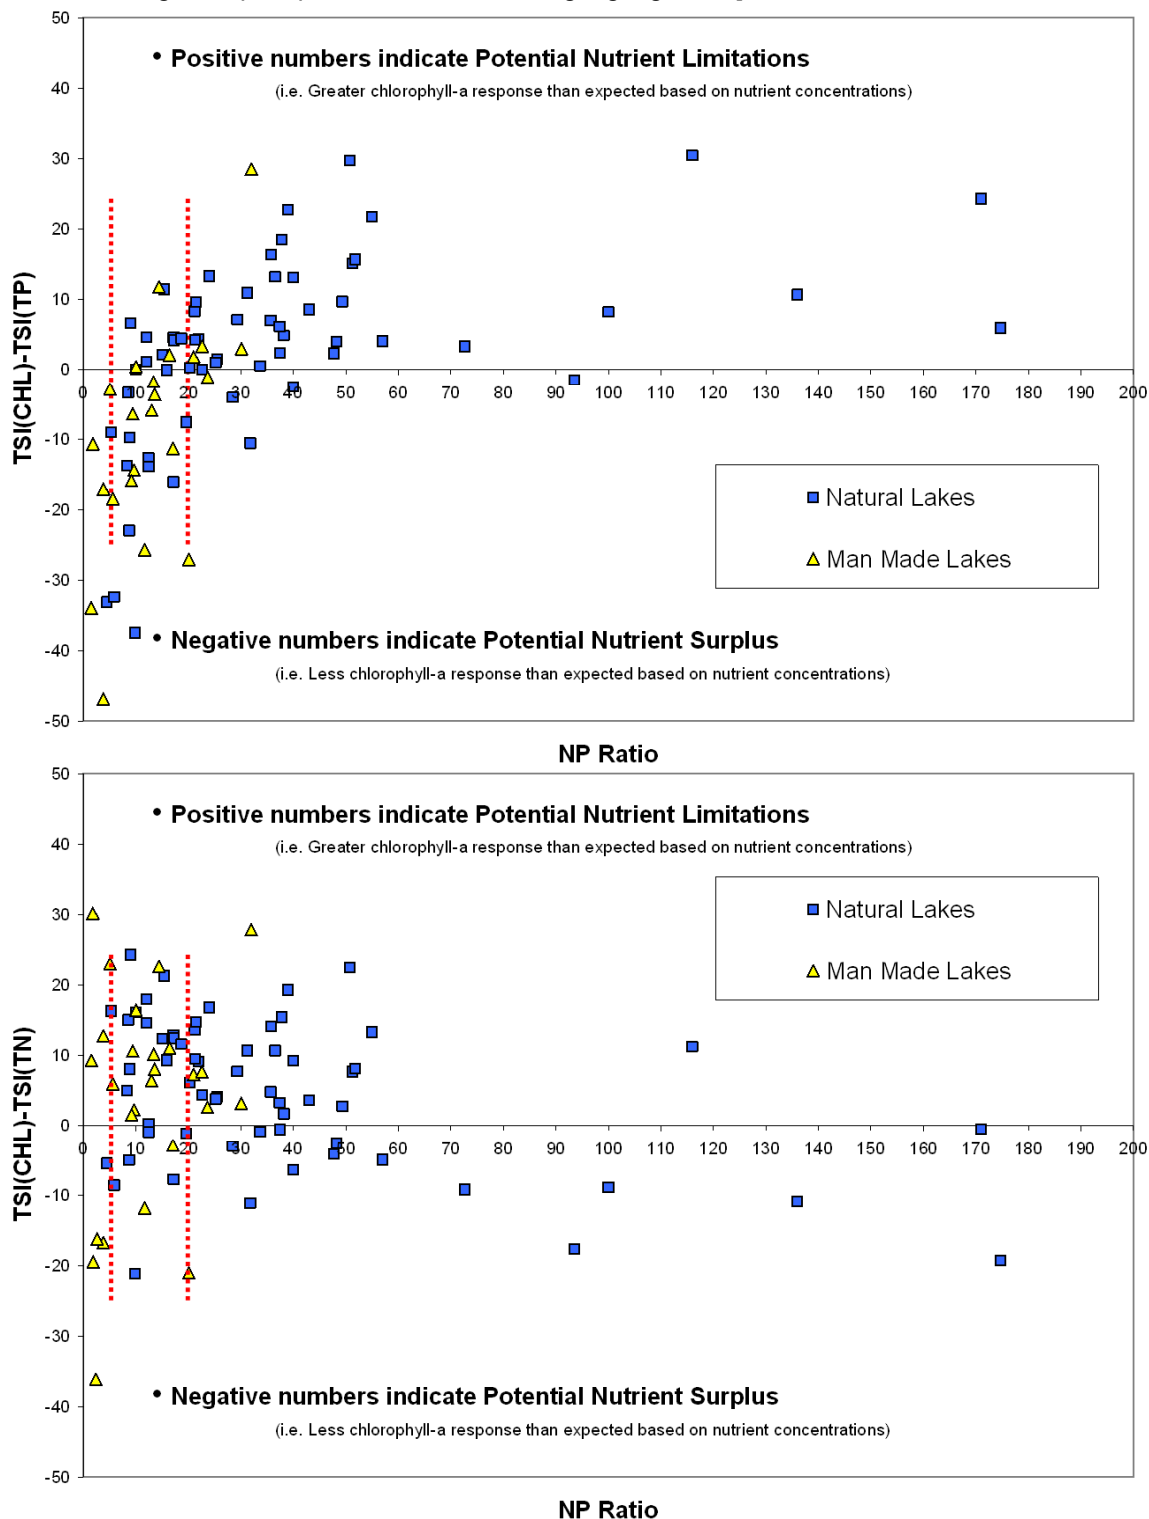 50
• Positive numbers indicate Potential Nutrient Limitations
40
(i.e. Greater chlorophyll-a response than expected based on nutrient concentrations)
30
20
10
TSI(CHL)-TSI(TP)
0
0 10 20 30 40 50 60 70 80 90 100 110 120 130 140 150 160 170 180 190 200
-10
Natural Lakes
-20
Man Made Lakes
-30
• Negative numbers indicate Potential Nutrient Surplus
-40
(i.e. Less chlorophyll-a response than expected based on nutrient concentrations)
-50
NP Ratio
50
• Positive numbers indicate Potential Nutrient Limitations
40
(i.e. Greater chlorophyll-a response than expected based on nutrient concentrations)
Natural Lakes
30
Man Made Lakes
20
10
TSI(CHL)-TSI(TN)
0
0 10 20 30 40 50 60 70 80 90 100 110 120 130 140 150 160 170 180 190 200
-10
-20
-30
• Negative numbers indicate Potential Nutrient Surplus
-40
(i.e. Less chlorophyll-a response than expected based on nutrient concentrations)
-50
NP Ratio